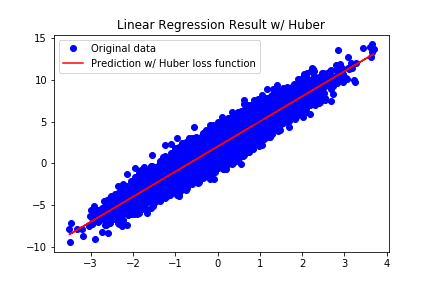 Linear Regression Result w/ Huber
Original data
Prediction w/ Huber loss function
15
10
5
0
−5
−10
−3 −2 −1 0 1 2 3 4